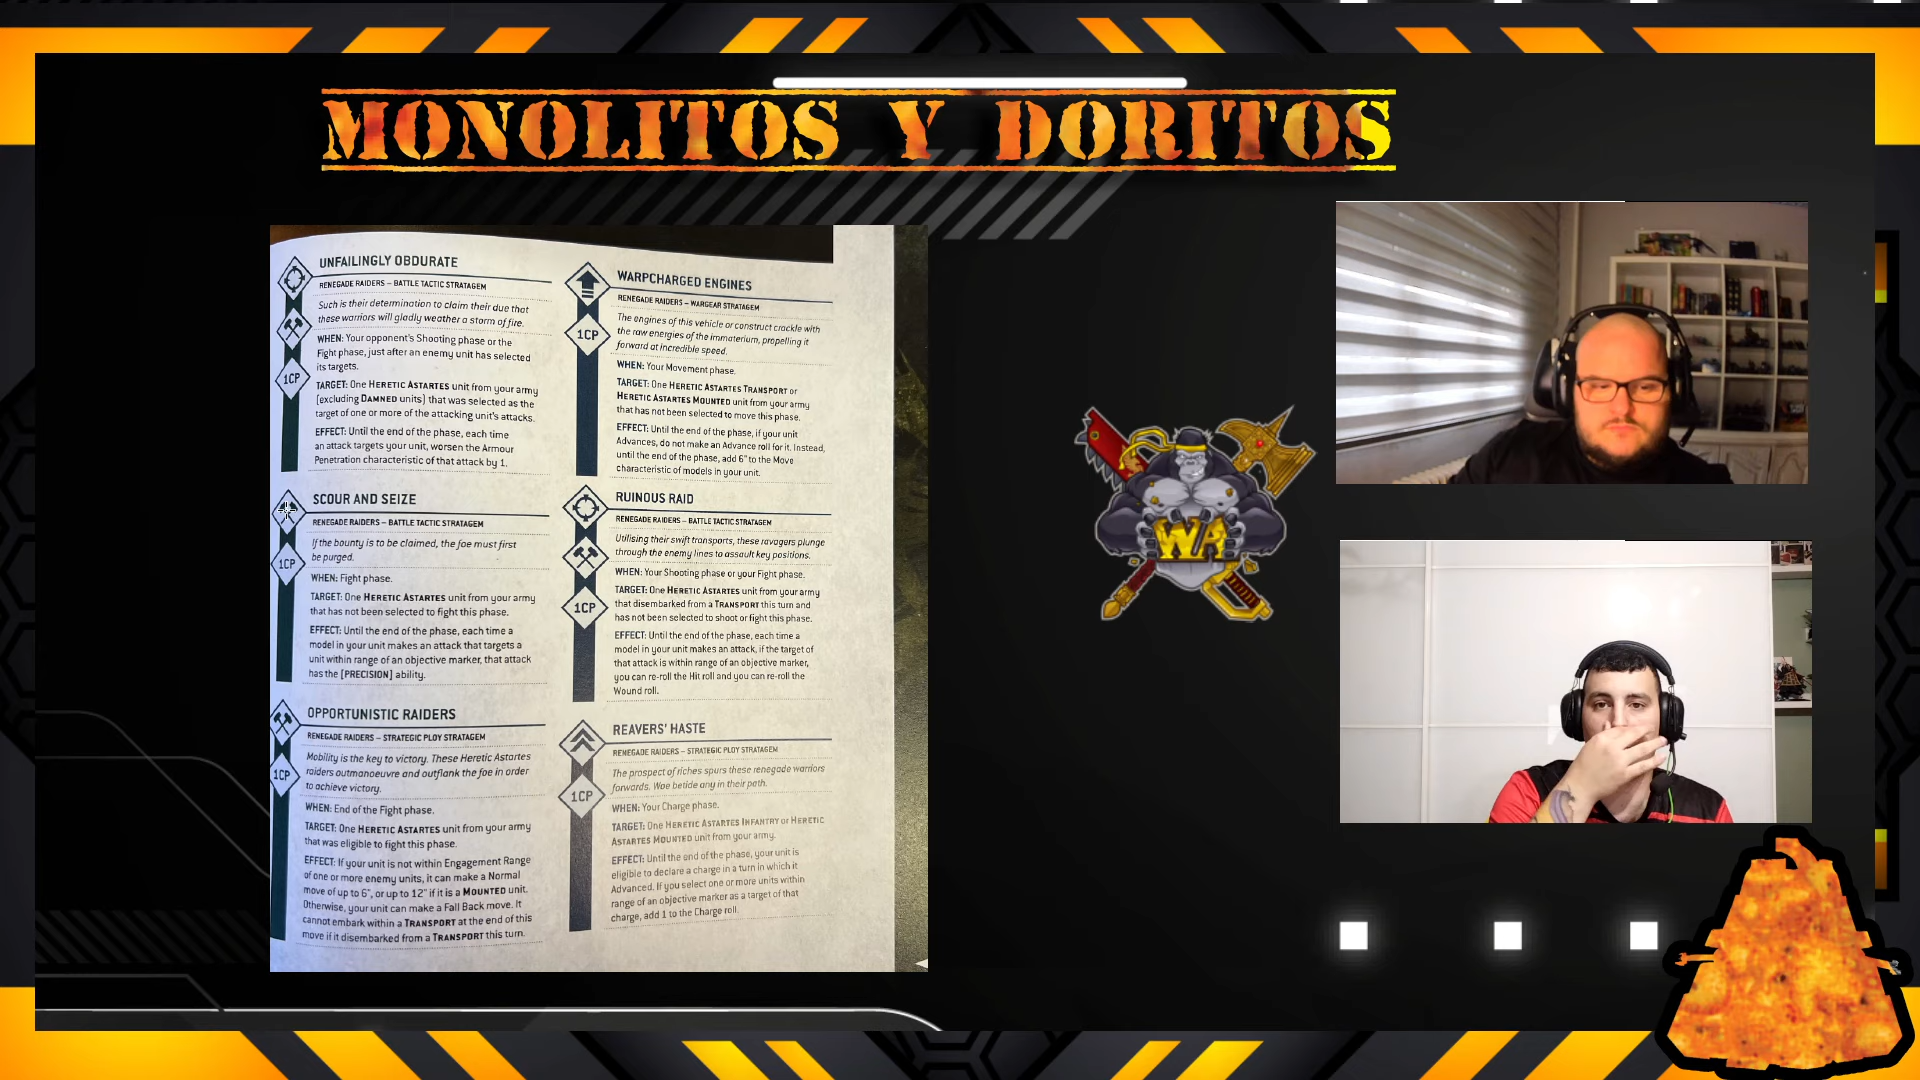 MONOLITOS Y DORITOS
UNFAILINGLY OBDURATE
RENEGADE RAIDERS – BATTLE TACTIC STRATAGEM
Such is their determination to claim their due that
these warriors will gladly weather a storm of fire.
WHEN: Your opponent's Shooting phase or the
Fight phase, just after an enemy unit has selected
its targets.
1CP
TARGET: One HERETIC ASTARTES unit from your army
(excluding DAMNED units) that was selected as the
target of one or more of the attacking unit's attacks.
EFFECT: Until the end of the phase, each time
an attack targets your unit, worsen the Armour
Penetration characteristic of that attack by 1.
SCOUR AND SEIZE
RENEGADE RAIDERS – BATTLE TACTIC STRATAGEM
If the bounty is to be claimed, the foe must first
be purged.
1CP
WHEN: Fight phase.
TARGET: One HERETIC ASTARTES unit from your army
that has not been selected to fight this phase.
EFFECT: Until the end of the phase, each time a
model in your unit makes an attack that targets a
unit within range of an objective marker, that attack
has the [PRECISION] ability.
OPPORTUNISTIC RAIDERS
RENEGADE RAIDERS – STRATEGIC PLOY STRATAGEM
Mobility is the key to victory. These Heretic Astartes
raiders outmanoeuvre and outflank the foe in order
to achieve victory.
1CP
WHEN: End of the Fight phase.
TARGET: One HERETIC ASTARTES unit from your army
that was eligible to fight this phase.
EFFECT: If your unit is not within Engagement Range
of one or more enemy units, it can make a Normal
move of up to 6", or up to 12" if it is a MOUNTED unit.
Otherwise, your unit can make a Fall Back move. It
cannot embark within a TRANSPORT at the end of this
move if it disembarked from a TRANSPORT this turn.
WARPCHARGED ENGINES
RENEGADE RAIDERS – WARGEAR STRATAGEM
The engines of this vehicle or construct crackle with
the raw energies of the immaterium, propelling it
forward at incredible speed.
1CP
WHEN: Your Movement phase.
TARGET: One HERETIC ASTARTES TRANSPORT or
HERETIC ASTARTES MOUNTED unit from your army
that has not been selected to move this phase.
EFFECT: Until the end of the phase, if your unit
Advances, do not make an Advance roll for it. Instead,
until the end of the phase, add 6" to the Move
characteristic of models in your unit.
RUINOUS RAID
RENEGADE RAIDERS – BATTLE TACTIC STRATAGEM
Utilising their swift transports, these ravagers plunge
through the enemy lines to assault key positions.
WHEN: Your Shooting phase or your Fight phase.
TARGET: One HERETIC ASTARTES unit from your army
that disembarked from a TRANSPORT this turn and
has not been selected to shoot or fight this phase.
1CP
EFFECT: Until the end of the phase, each time a
model in your unit makes an attack, if the target of
that attack is within range of an objective marker,
you can re-roll the Hit roll and you can re-roll the
Wound roll.
REAVERS' HASTE
RENEGADE RAIDERS – STRATEGIC PLOY STRATAGEM
The prospect of riches spurs these renegade warriors
forwards. Woe betide any in their path.
1CP
WHEN: Your Charge phase.
TARGET: One HERETIC ASTARTES INFANTRY or HERETIC
ASTARTES MOUNTED unit from your army.
EFFECT: Until the end of the phase, your unit is
eligible to declare a charge in a turn in which it
Advanced. If you select one or more units within
range of an objective marker as a target of that
charge, add 1 to the Charge roll.
WA